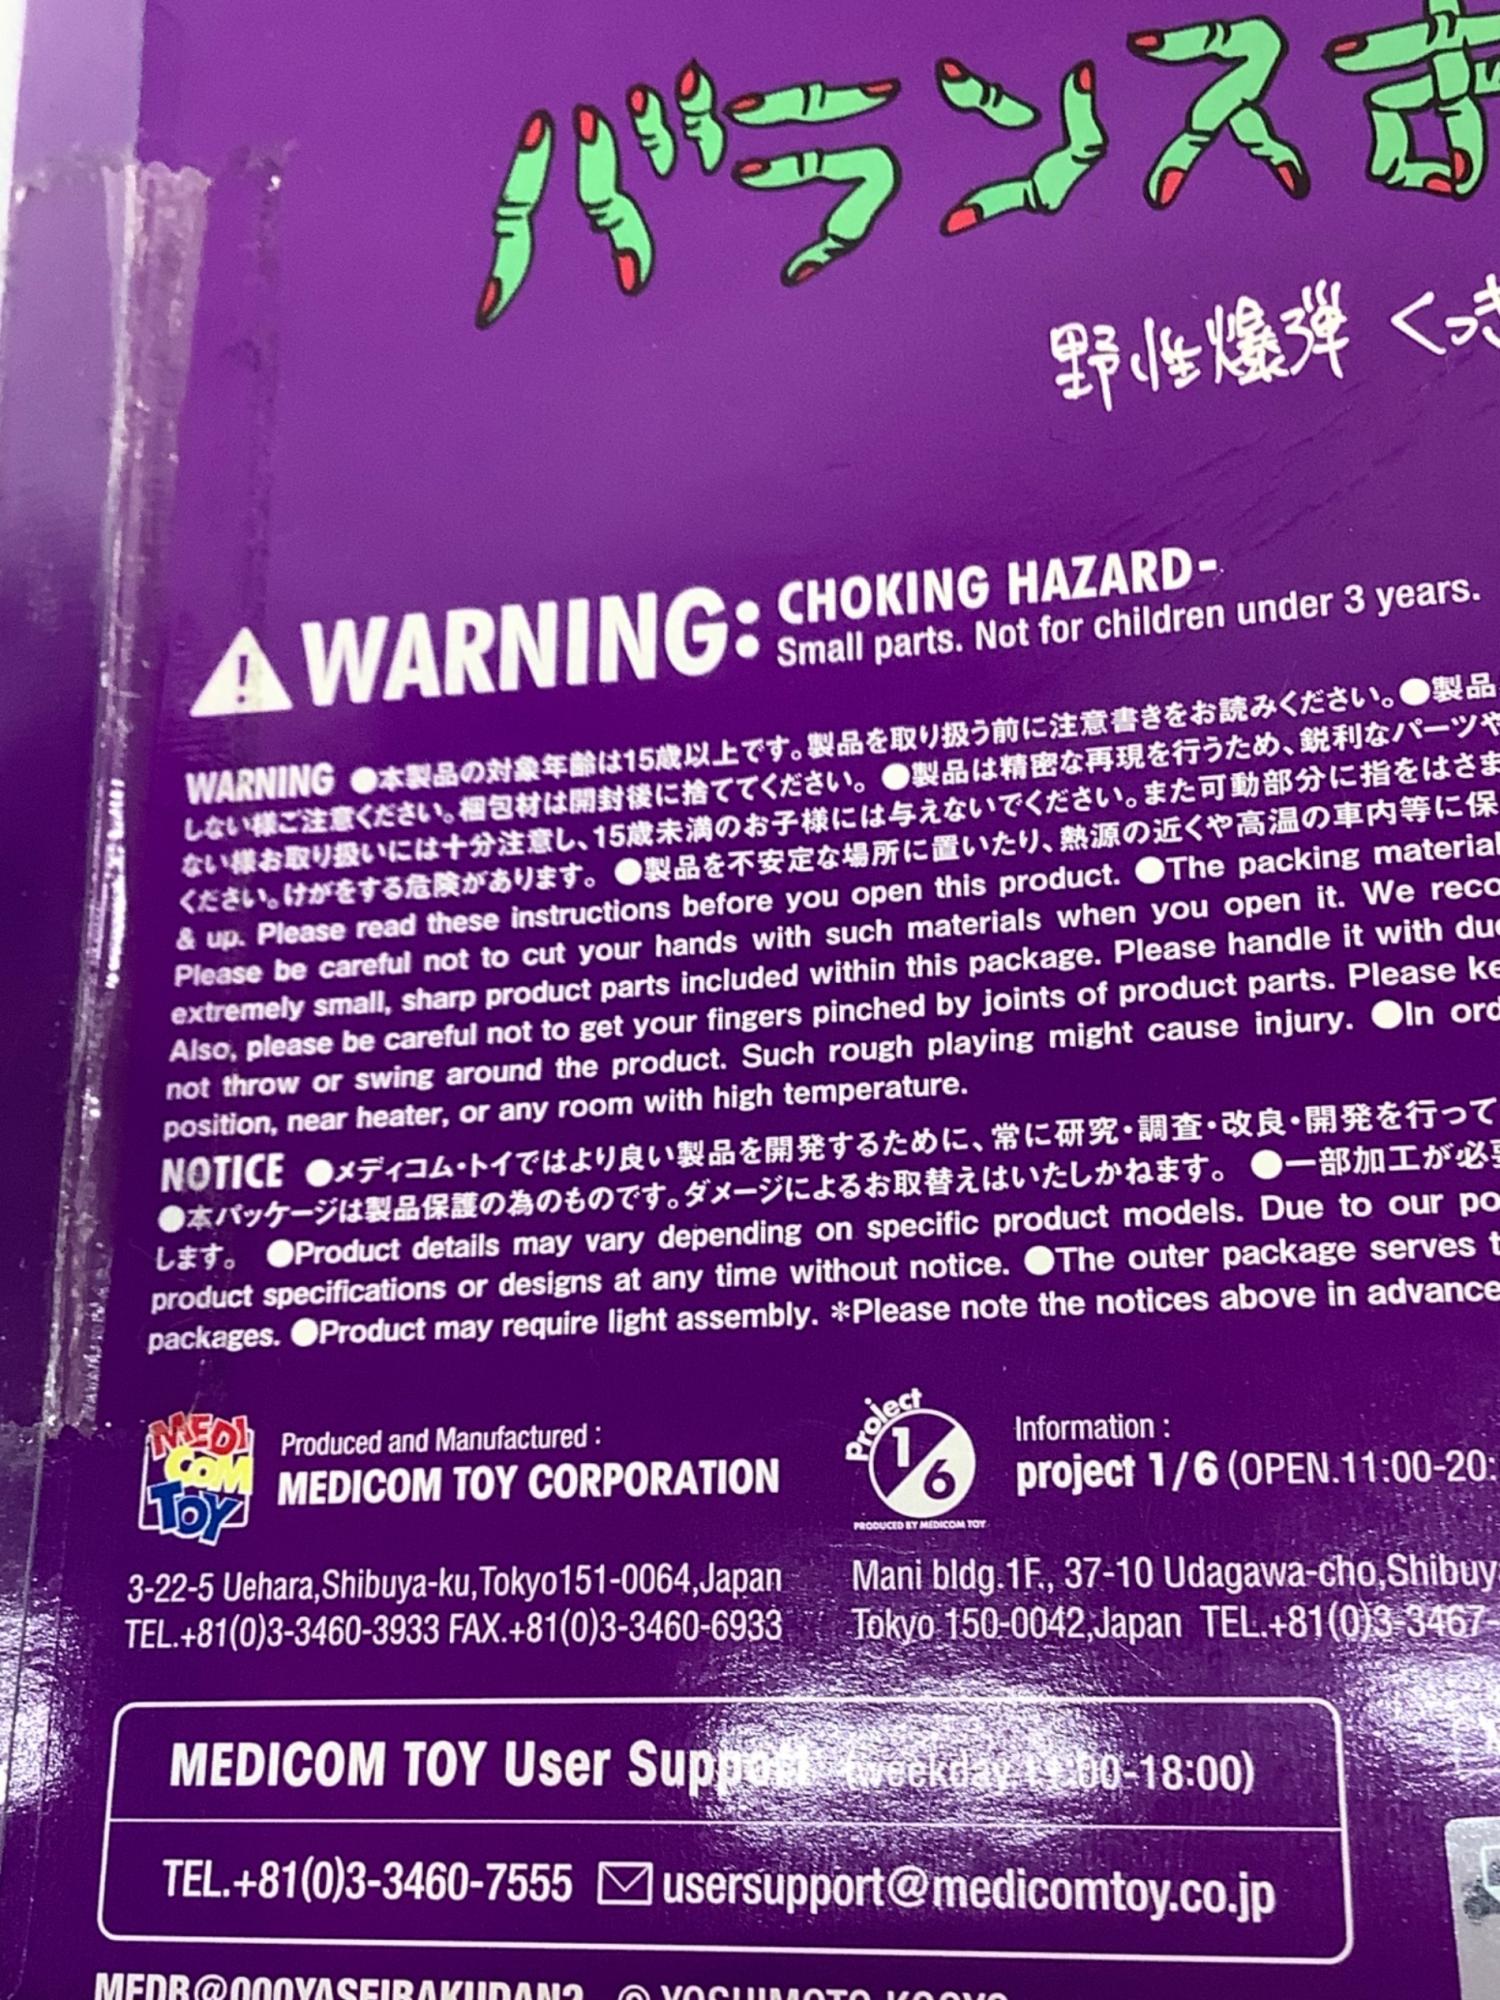 バランスボ
野性爆弾 くっき
WARNING: CHOKING HAZARD-
Small parts. Not for children under 3 years.
WARNING ●本製品の対象年齢は15歳以上です。製品を取り扱う前に注意書きをお読みください。●製品
しない様ご注意ください。梱包材は開封後に捨ててください。 ●製品は精密な再現を行うため、鋭利なパーツや
ない様お取り扱いには十分注意し、15歳未満のお子様には与えないでください。また可動部分に指をはさま
ください。けがをする危険があります。 ●製品を不安定な場所に置いたり、熱源の近くや高温の車内等に保
& up. Please read these instructions before you open this product. ●The packing material
Please be careful not to cut your hands with such materials when you open it. We reco
extremely small, sharp product parts included within this package. Please handle it with due
Also, please be careful not to get your fingers pinched by joints of product parts. Please ke
not throw or swing around the product. Such rough playing might cause injury. ●In ord
position, near heater, or any room with high temperature.
NOTICE ●メディコム・トイではより良い製品を開発するために、常に研究・調査・改良・開発を行って
●本パッケージは製品保護の為のものです。ダメージによるお取替えはいたしかねます。 ●一部加工が必要
します。 ●Product details may vary depending on specific product models. Due to our po
product specifications or designs at any time without notice. ●The outer package serves t
packages. ●Product may require light assembly. *Please note the notices above in advance
MEDI
COM
TOY
Produced and Manufactured :
MEDICOM TOY CORPORATION
3-22-5 Uehara,Shibuya-ku,Tokyo151-0064,Japan
TEL.+81(0)3-3460-3933 FAX.+81(0)3-3460-6933
Project
1/6
PRODUCED BY MEDICOM TOY
Information :
project 1/6 (OPEN.11:00-20:
Mani bldg.1F., 37-10 Udagawa-cho,Shibuy
Tokyo 150-0042,Japan TEL.+81(0)3-3467-
MEDICOM TOY User Support (weekday 11:00-18:00)
TEL.+81(0)3-3460-7555 usersupport@medicomtoy.co.jp
MEDB@000YASEIBAKUDAN2 © YOSHIMOTO KOGYO